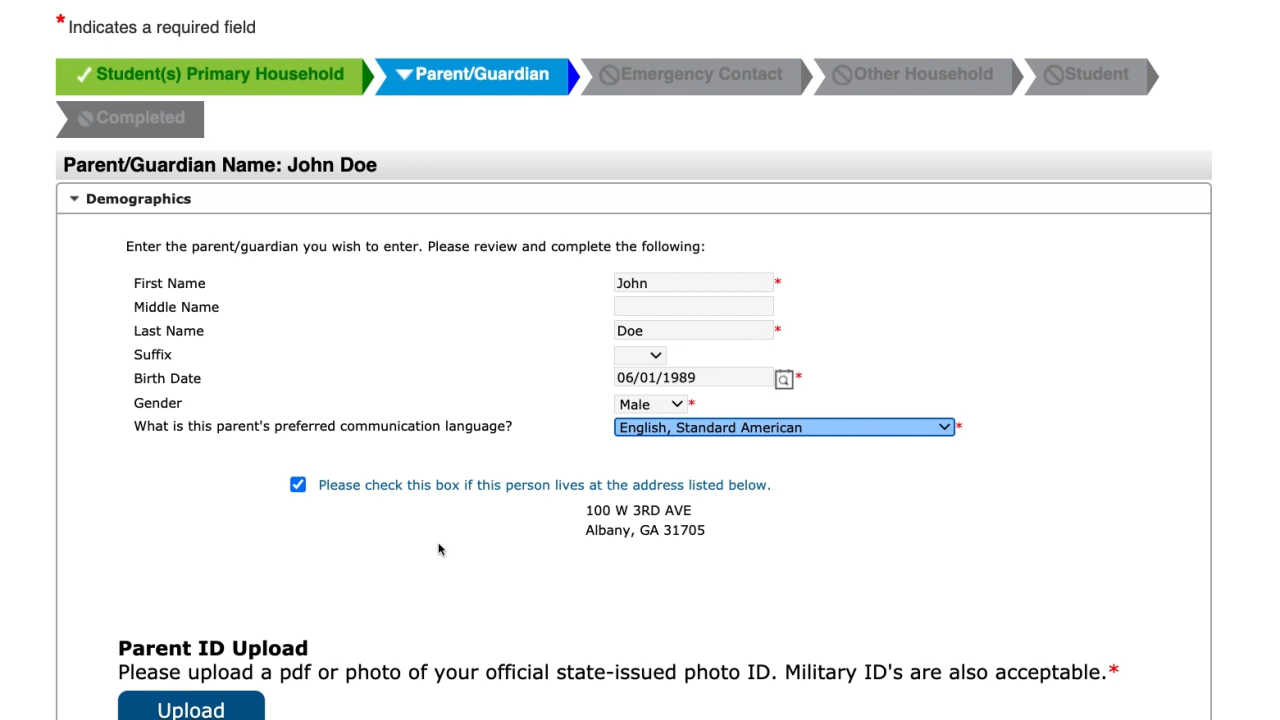 * Indicates a required field
Student(s) Primary Household Parent/Guardian Emergency Contact Other Household Student
Completed
Parent/Guardian Name: John Doe
Demographics
Enter the parent/guardian you wish to enter. Please review and complete the following:
First Name John *
Middle Name
Last Name Doe *
Suffix
Birth Date 06/01/1989 *
Gender Male *
What is this parent's preferred communication language? English, Standard American *
Please check this box if this person lives at the address listed below.
100 W 3RD AVE
Albany, GA 31705
Parent ID Upload
Please upload a pdf or photo of your official state-issued photo ID. Military ID's are also acceptable.*
Upload